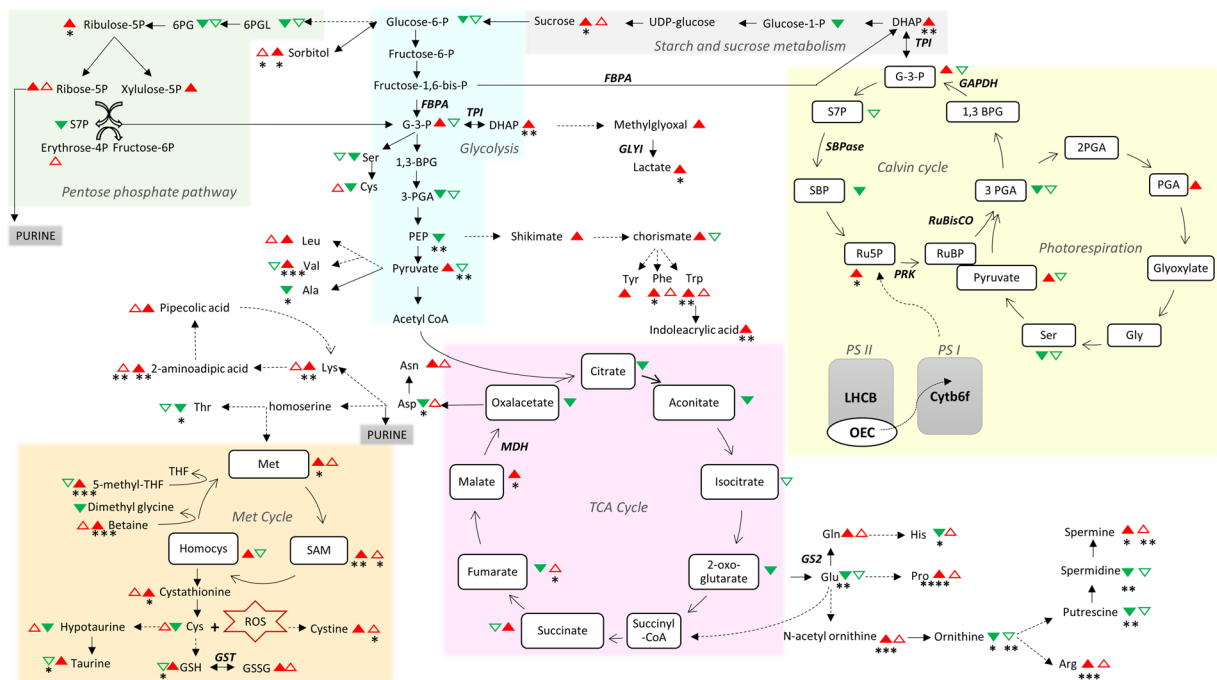 Ribulose-5P
6PG
6PGL
*
Glucose-6-P
Sucrose
*
UDP-glucose
Glucose-1-P
DHAP
**
Starch and sucrose metabolism
TPI
Sorbitol
* *
Fructose-6-P
Fructose-1,6-bis-P
FBPA
FBPA
Ribose-5P
Xylulose-5P
S7P
Erythrose-4P
Fructose-6P
Pentose phosphate pathway
PURINE
G-3-P
TPI
DHAP
**
Methylglyoxal
Glycolysis
GLYI
Lactate
*
Ser
Cys
*
1,3-BPG
3-PGA
PEP
**
Shikimate
chorismate
Tyr
Phe
*
Trp
**
Indoleacrylic acid
**
Leu
Val
***
Ala
*
Pyruvate
**
Acetyl CoA
G-3-P
GAPDH
S7P
1,3 BPG
SBPase
Calvin cycle
2PGA
SBP
3 PGA
PGA
RuBisCO
Photorespiration
Ru5P
*
PRK
RuBP
Pyruvate
Glyoxylate
Ser
**
Gly
PS II
PS I
LHCB
Cytb6f
OEC
Pipecolic acid
2-aminoadipic acid
** **
Lys
**
Thr
*
homoserine
Asn
Asp
*
PURINE
Citrate
Oxalacetate
Aconitate
MDH
Malate
*
Isocitrate
TCA Cycle
Fumarate
*
2-oxo-
glutarate
Succinate
Succinyl
-CoA
Met
*
THF
5-methyl-THF
***
Dimethyl glycine
Betaine
***
Met Cycle
Homocys
SAM
** *
Cystathionine
*
Hypotaurine
Cys
+
ROS
Cystine
*
Taurine
*
GSH
*
GST
GSSG
Gln
His
*
GS2
Glu
**
Pro
****
N-acetyl ornithine
***
Ornithine
* **
Spermine
* **
Spermidine
**
Putrescine
**
Arg
***